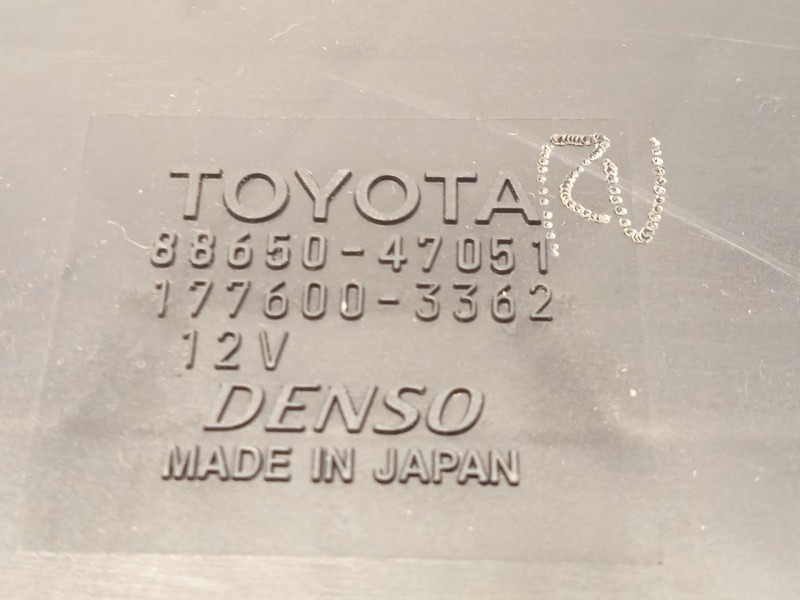 TOYOTA
88650-47051
177600-3362
12V
DENSO
MADE IN JAPAN